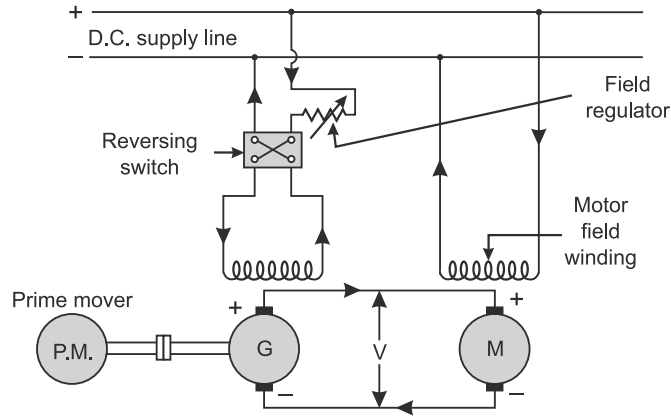 +
D.C. supply line
−
Field
regulator
Reversing
switch
Motor
field
winding
Prime mover
+
+
P.M.
G
V
M
−
−